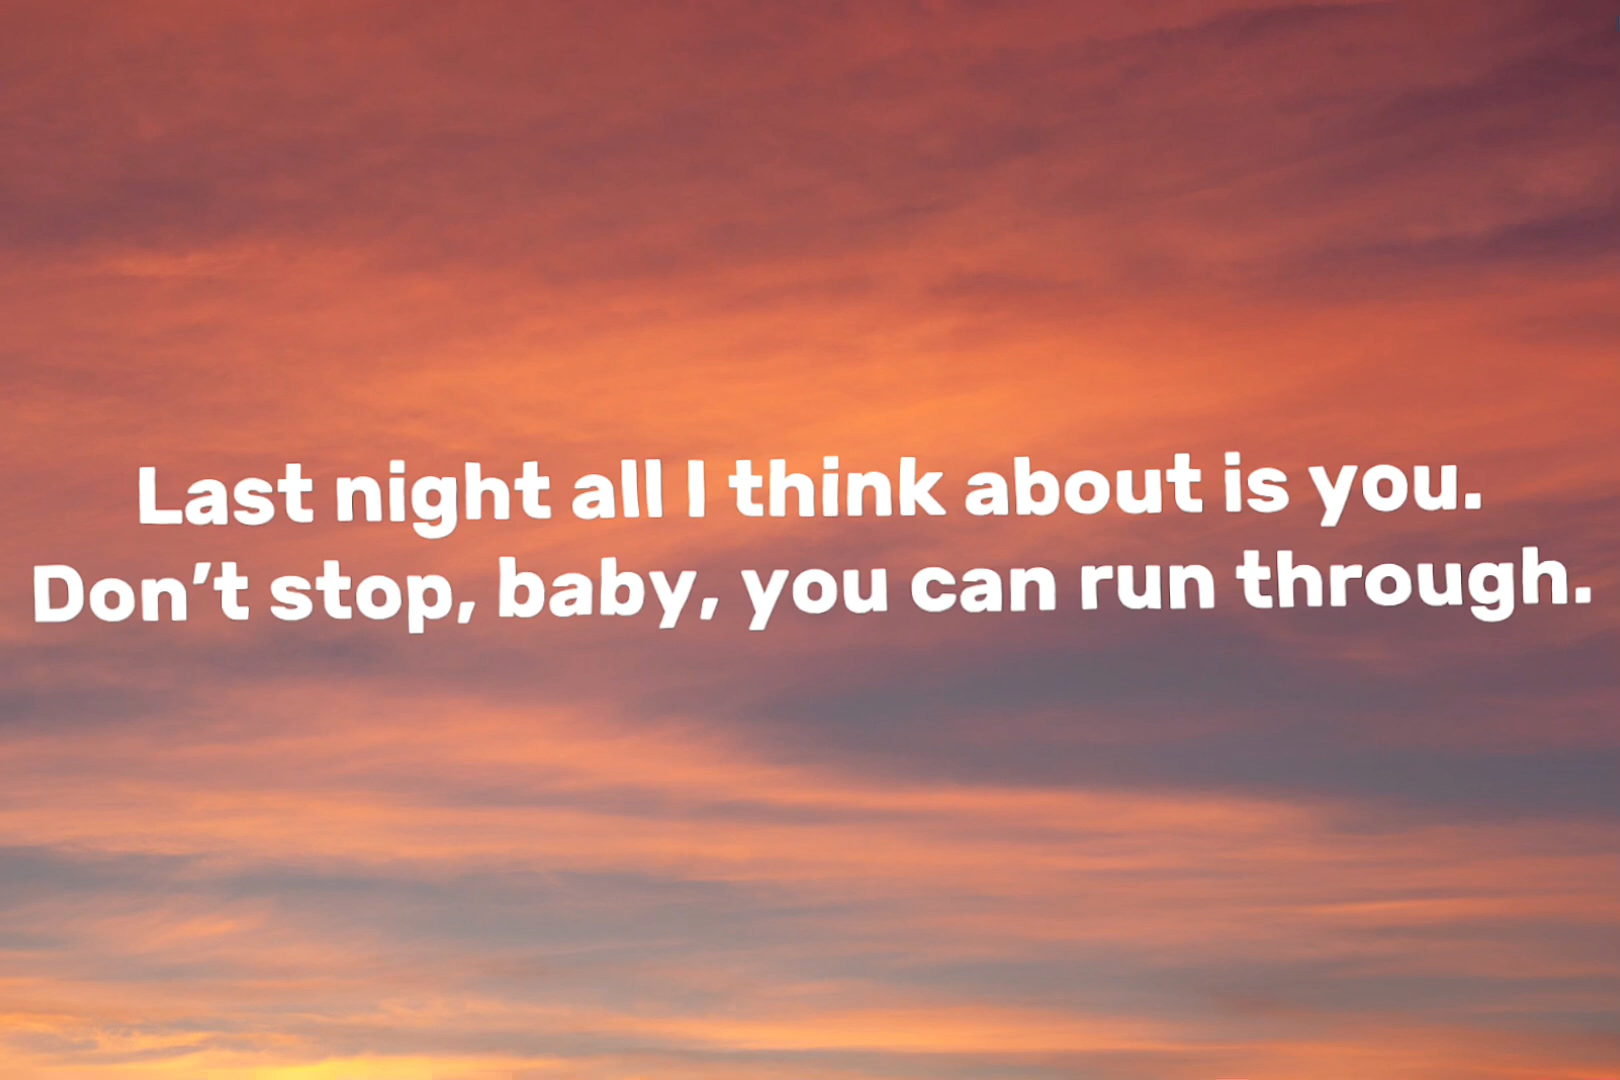 Last night all I think about is you.
Don’t stop, baby, you can run through.